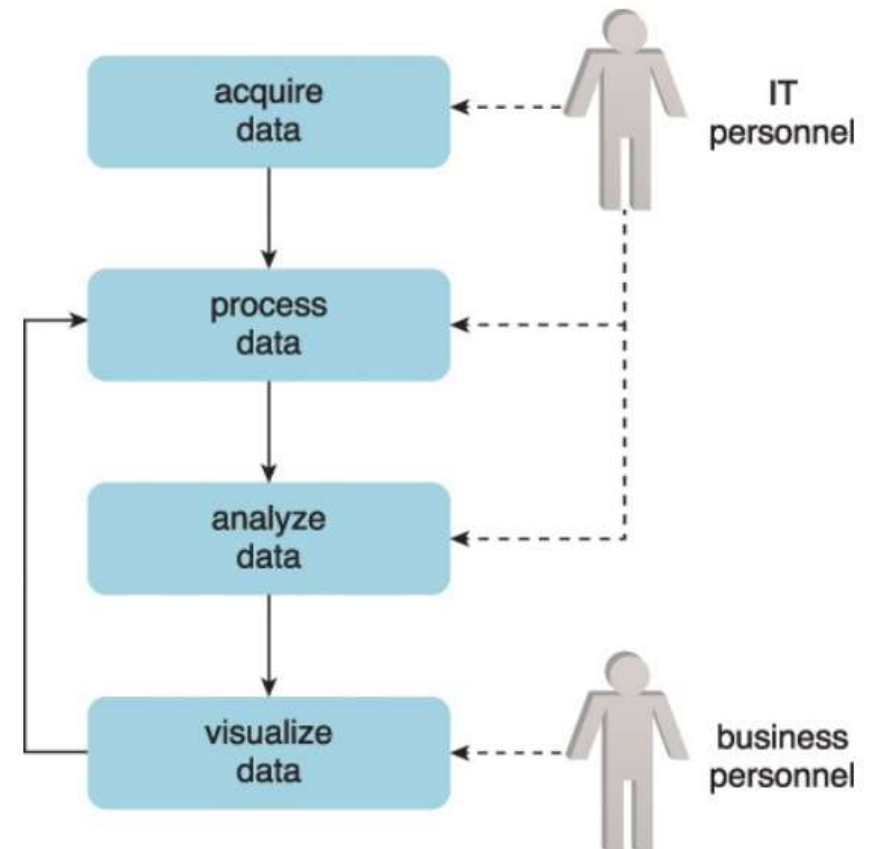 acquire
data
IT
personnel
process
data
analyze
data
visualize
data
business
personnel